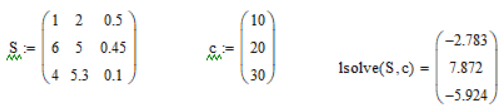 S := (1 2 0.5
6 5 0.45
4 5.3 0.1)
c := (10
20
30)
lsolve(S,c) = (−2.783
7.872
−5.924)